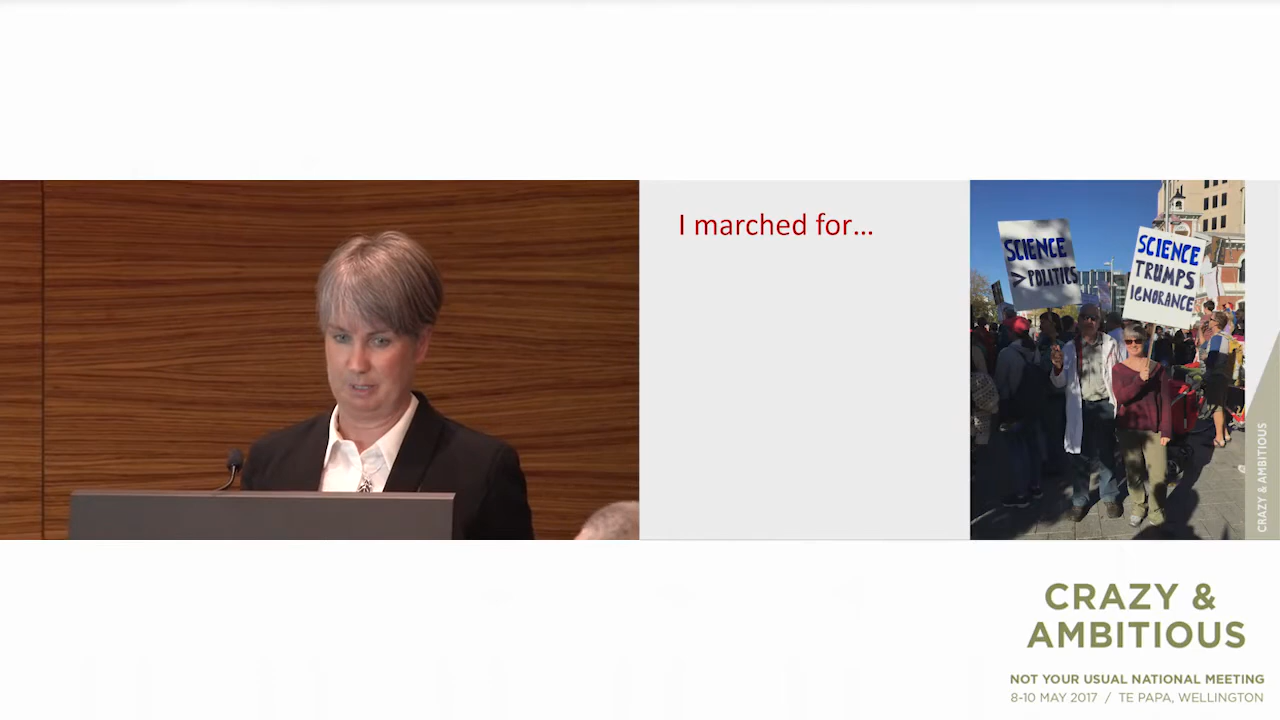 I marched for…
SCIENCE
>POLITICS
SCIENCE
TRUMPS
IGNORANCE
CRAZY & AMBITIOUS
CRAZY &
AMBITIOUS
NOT YOUR USUAL NATIONAL MEETING
8-10 MAY 2017 / TE PAPA, WELLINGTON